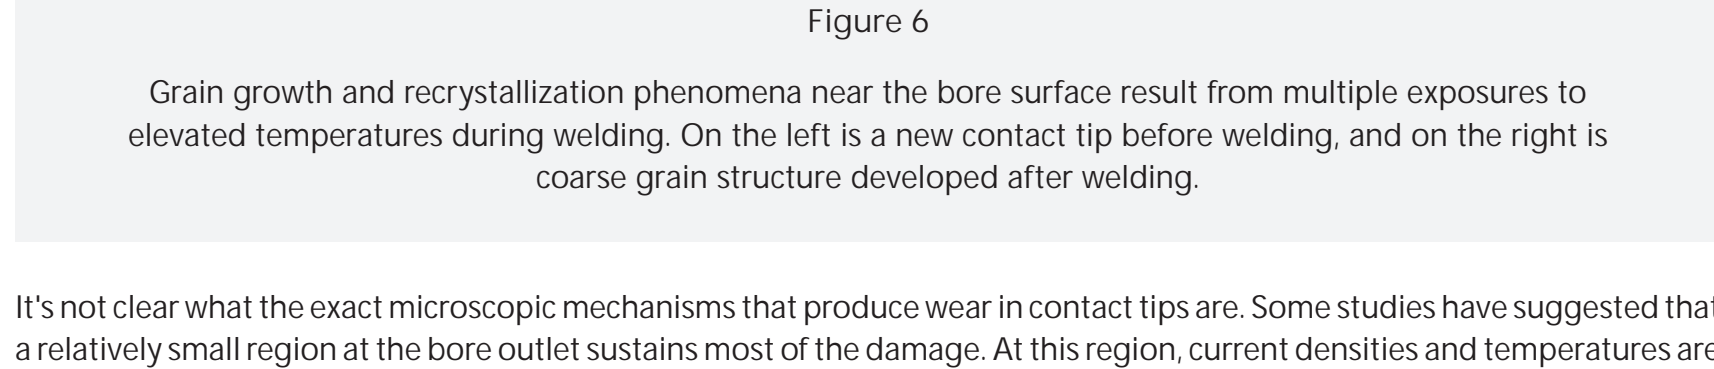 Figure 6
Grain growth and recrystallization phenomena near the bore surface result from multiple exposures to
elevated temperatures during welding. On the left is a new contact tip before welding, and on the right is
coarse grain structure developed after welding.
It's not clear what the exact microscopic mechanisms that produce wear in contact tips are. Some studies have suggested that
a relatively small region at the bore outlet sustains most of the damage. At this region, current densities and temperatures are